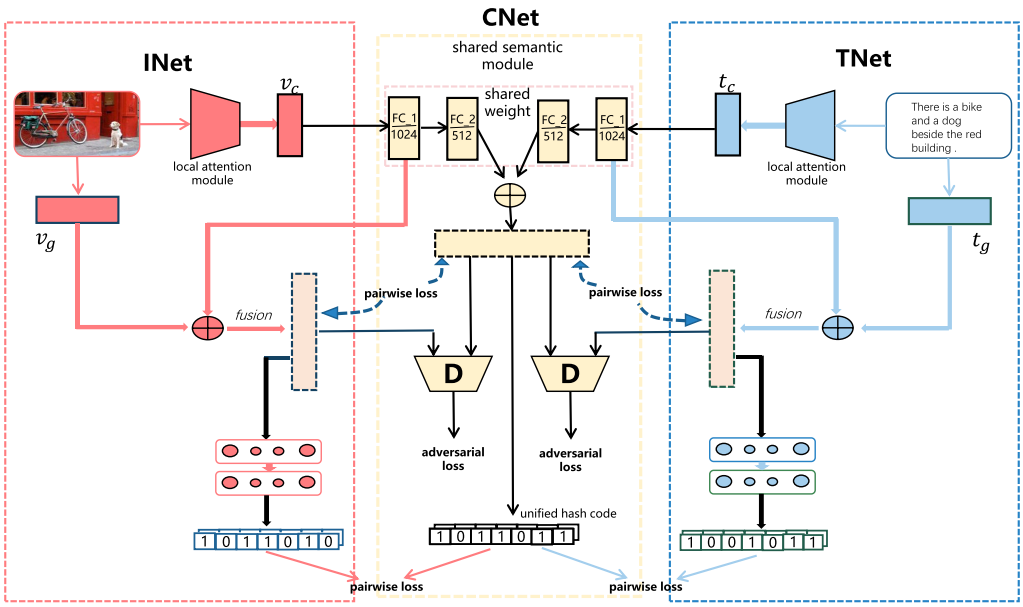 CNet
INet
TNet
shared semantic
module
v_c
t_c
shared
weight
FC_1
1024
FC_2
512
FC_2
512
FC_1
1024
There is a bike
and a dog
beside the red
building .
local attention
module
local attention
module
v_g
t_g
pairwise loss
pairwise loss
fusion
fusion
D
D
adversarial
loss
adversarial
loss
unified hash code
1 0 1 1 0 1 0
1 0 1 1 0 1 1
1 0 0 1 0 1 1
pairwise loss
pairwise loss